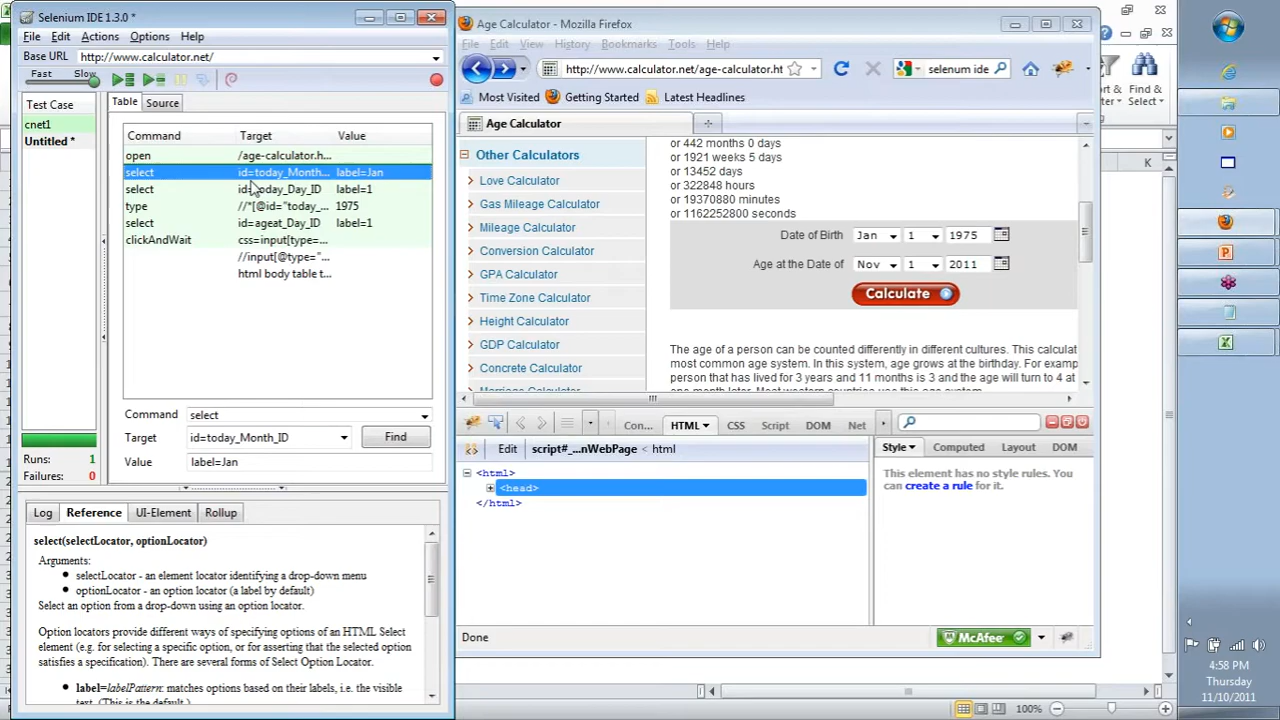 Selenium IDE 1.3.0 *
File Edit Actions Options Help
Base URL http://www.calculator.net/
Fast Slow
Test Case
cnet1
Untitled *
Runs: 1
Failures: 0
Table Source
Command Target Value
open /age-calculator.h...
select id=today_Month... label=Jan
select id=today_Day_ID label=1
type //*[@id="today_... 1975
select id=ageat_Day_ID label=1
clickAndWait css=input[type=...
//input[@type="...
html body table t...
Command select
Target id=today_Month_ID Find
Value label=Jan
Log Reference UI-Element Rollup
select(selectLocator, optionLocator)
Arguments:
selectLocator - an element locator identifying a drop-down menu
optionLocator - an option locator (a label by default)
Select an option from a drop-down using an option locator.
Option locators provide different ways of specifying options of an HTML Select
element (e.g. for selecting a specific option, or for asserting that the selected option
satisfies a specification). There are several forms of Select Option Locator.
label=labelPattern: matches options based on their labels, i.e. the visible
text. (This is the default.)
Age Calculator - Mozilla Firefox
File Edit View History Bookmarks Tools Help
http://www.calculator.net/age-calculator.ht
selenum ide
Most Visited Getting Started Latest Headlines
Age Calculator
Other Calculators
Love Calculator
Gas Mileage Calculator
Mileage Calculator
Conversion Calculator
GPA Calculator
Time Zone Calculator
Height Calculator
GDP Calculator
Concrete Calculator
Marriage Calculator
or 442 months 0 days
or 1921 weeks 5 days
or 13452 days
or 322848 hours
or 19370880 minutes
or 1162252800 seconds
Date of Birth Jan 1 1975
Age at the Date of Nov 1 2011
Calculate
The age of a person can be counted differently in different cultures. This calculat
most common age system. In this system, age grows at the birthday. For examp
person that has lived for 3 years and 11 months is 3 and the age will turn to 4 at
Con... HTML CSS Script DOM Net
Edit script#_...nWebPage < html
<html>
<head>
</html>
Style Computed Layout DOM
This element has no style rules. You
can create a rule for it.
Done
McAfee
Find &
Select
K
100%
4:58 PM
Thursday
11/10/2011